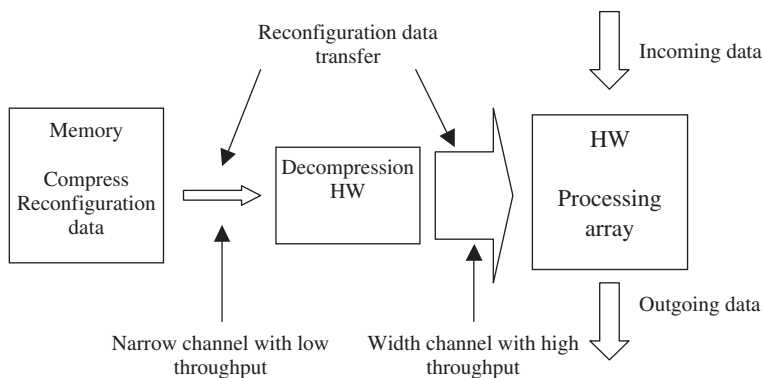 Reconfiguration data
transfer
Incoming data
Memory
Compress
Reconfiguration
data
Decompression
HW
HW
Processing
array
Outgoing data
Narrow channel with low
throughput
Width channel with high
throughput